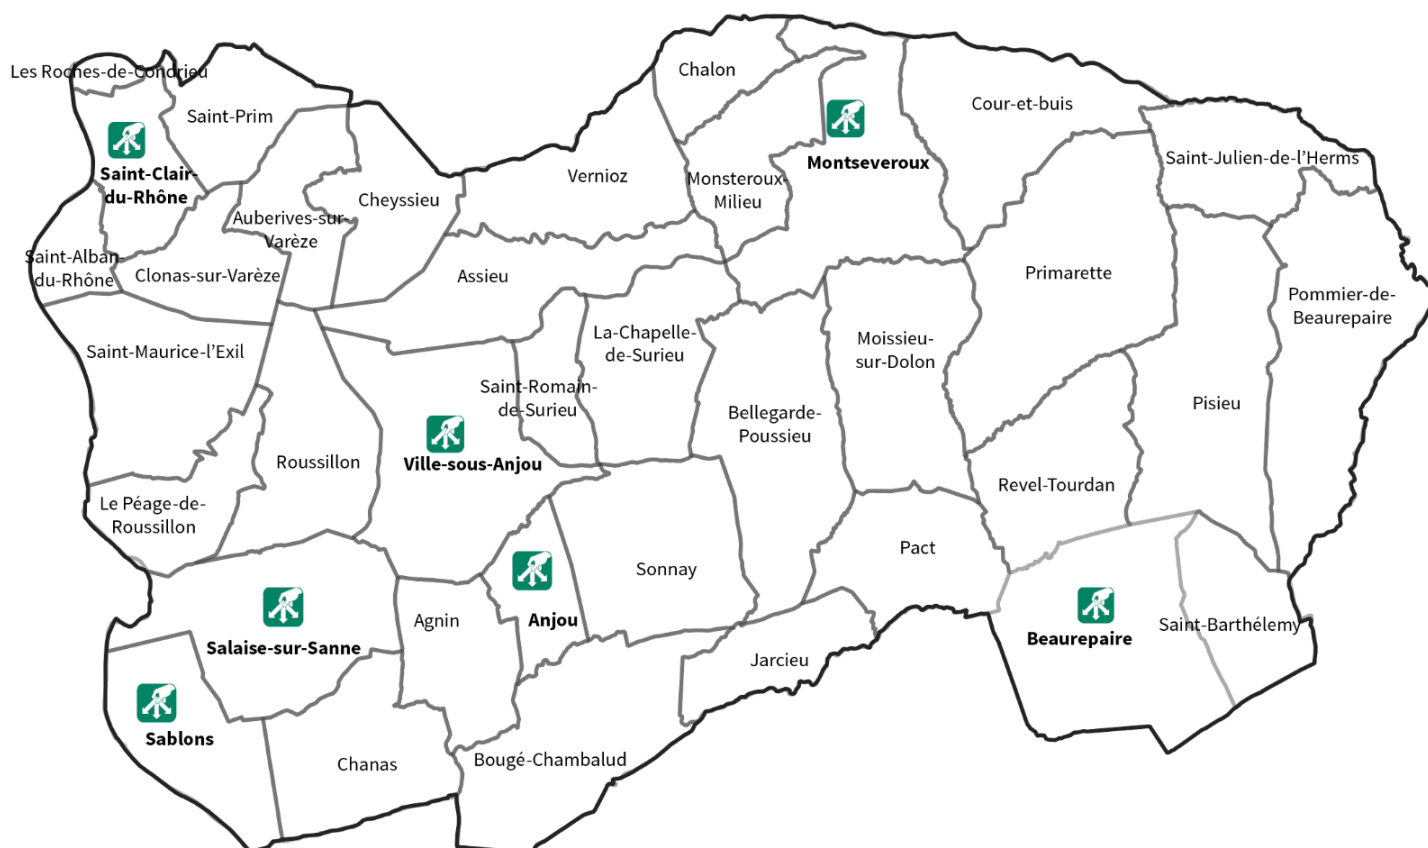 Les Roches-de-Condrieu
Saint-Prim
Saint-Clair-
du-Rhône
Chalon
Cour-et-buis
Montseveroux
Saint-Julien-de-l'Herms
Vernioz
Monsteroux-
Milieu
Cheyssieu
Auberives-sur-
Varèze
Saint-Alban-
du-Rhône
Clonas-sur-Varèze
Assieu
Primarette
Pommier-de-
Beaurepaire
Saint-Maurice-l'Exil
La-Chapelle-
de-Surieu
Moissieu-
sur-Dolon
Saint-Romain-
de-Surieu
Bellegarde-
Poussieu
Pisieu
Roussillon
Ville-sous-Anjou
Revel-Tourdan
Le Péage-de-
Roussillon
Pact
Sonnay
Anjou
Agnin
Salaise-sur-Sanne
Beaurepaire
Saint-Barthélemy
Jarcieu
Sablons
Chanas
Bougé-Chambalud